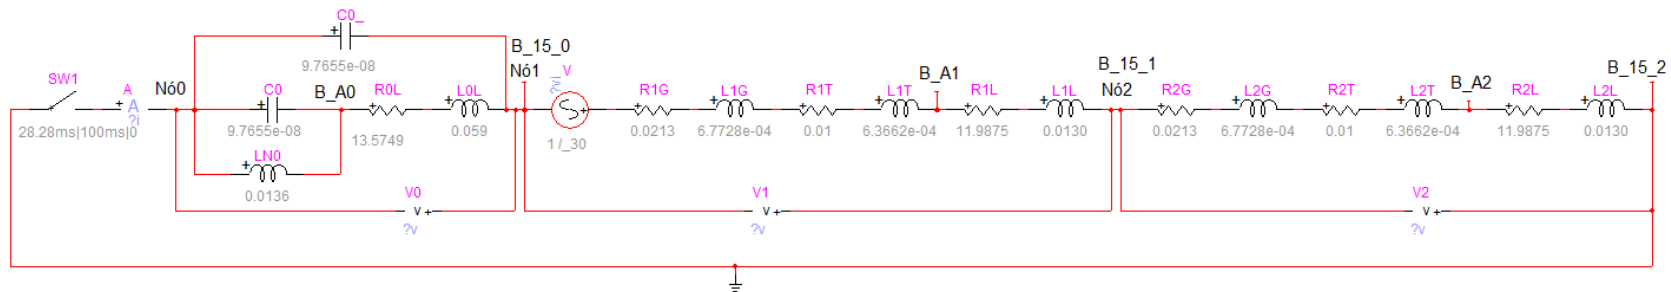 C0_
9.7655e-08
SW1
28.28ms|100ms|0
+
A
A
?i
Nó0
C0
9.7655e-08
B_A0
LN0
0.0136
R0L
13.5749
L0L
0.059
B_15_0
Nó1
V
?vi
1 /_30
R1G
0.0213
L1G
6.7728e-04
R1T
0.01
L1T
6.3662e-04
B_A1
R1L
11.9875
L1L
0.0130
B_15_1
Nó2
R2G
0.0213
L2G
6.7728e-04
R2T
0.01
L2T
6.3662e-04
B_A2
R2L
11.9875
L2L
0.0130
B_15_2
V0
v +
?v
V1
v +
?v
V2
v +
?v